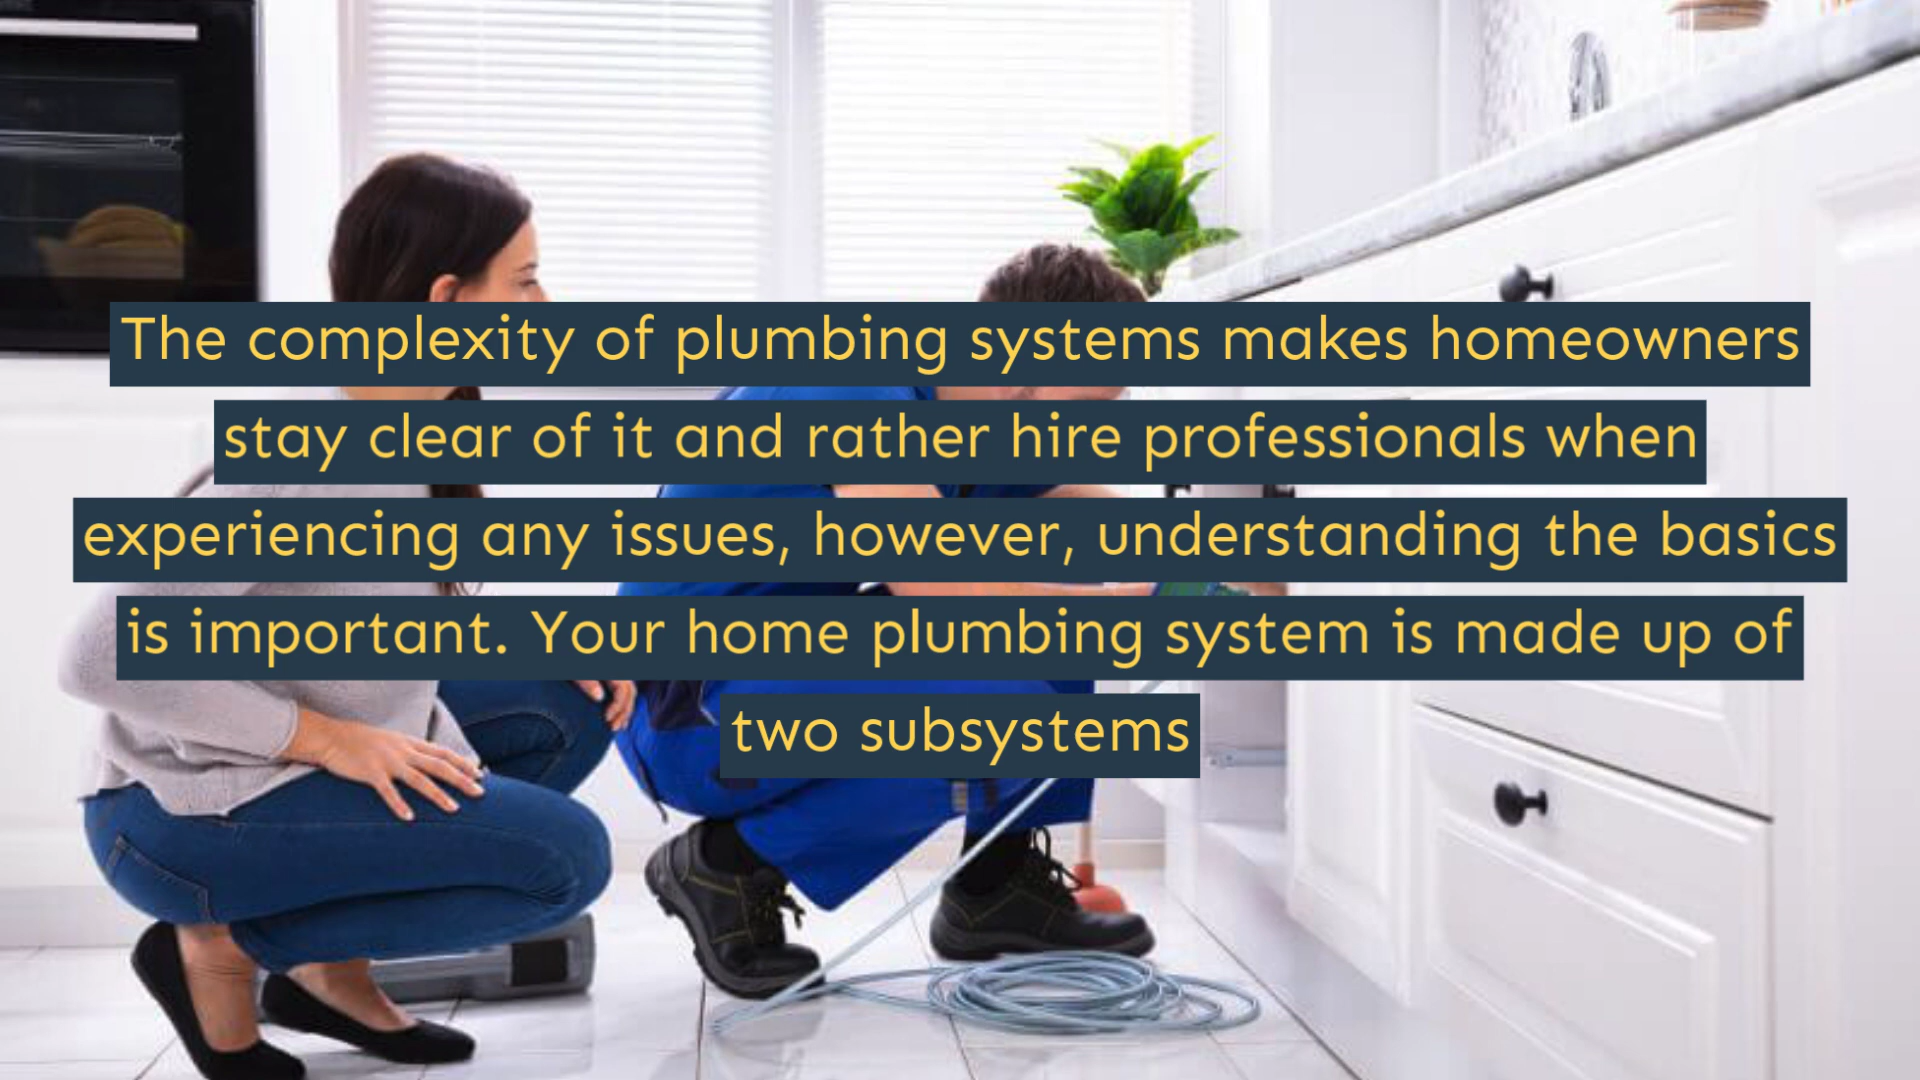 The complexity of plumbing systems makes homeowners
stay clear of it and rather hire professionals when
experiencing any issues, however, understanding the basics
is important. Your home plumbing system is made up of
two subsystems